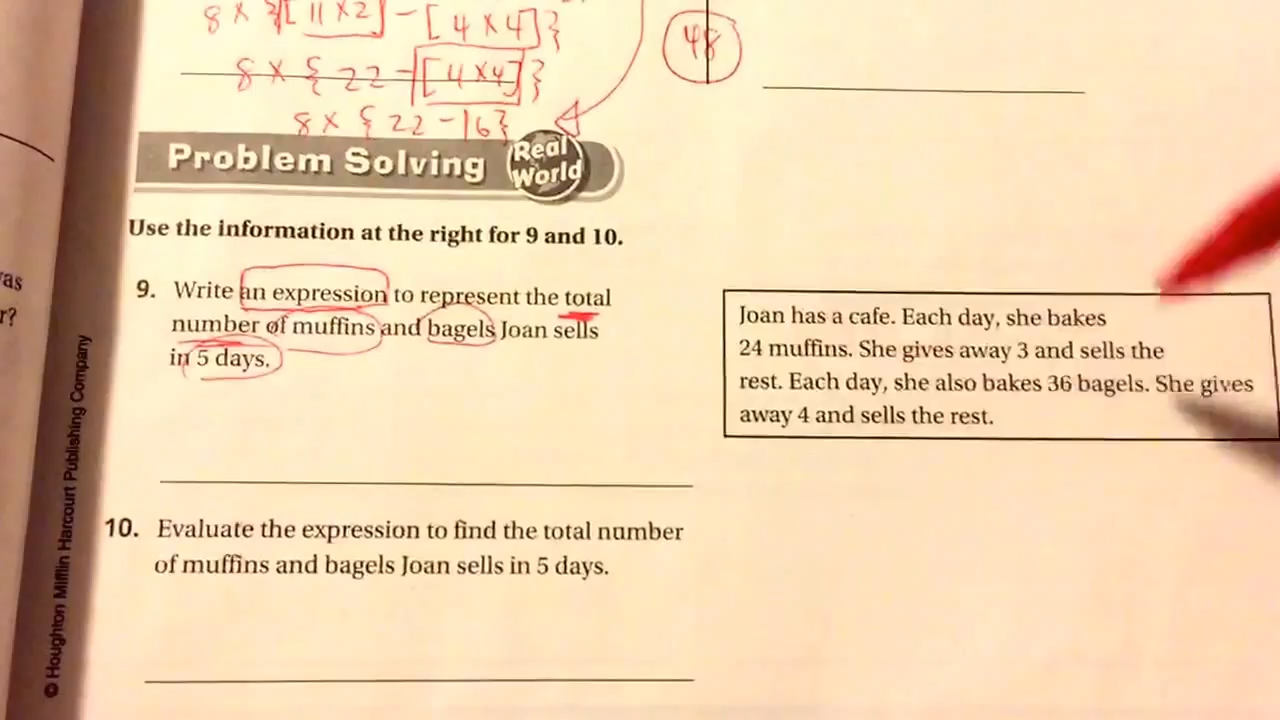 8 × {[11 × 2] - [4 × 4]}
8 × { 22 - [4 × 4] }
8 × { 22 - 16}
48
Problem Solving Real World
Use the information at the right for 9 and 10.
9. Write an expression to represent the total
number of muffins and bagels Joan sells
in 5 days.
Joan has a cafe. Each day, she bakes
24 muffins. She gives away 3 and sells the
rest. Each day, she also bakes 36 bagels. She gives
away 4 and sells the rest.
10. Evaluate the expression to find the total number
of muffins and bagels Joan sells in 5 days.
as
r?
© Houghton Mifflin Harcourt Publishing Company